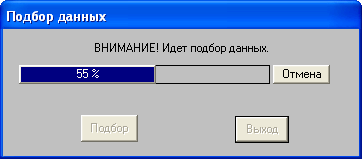 Подбор данных
ВНИМАНИЕ! Идет подбор данных.
55 % Отмена
Подбор Выход